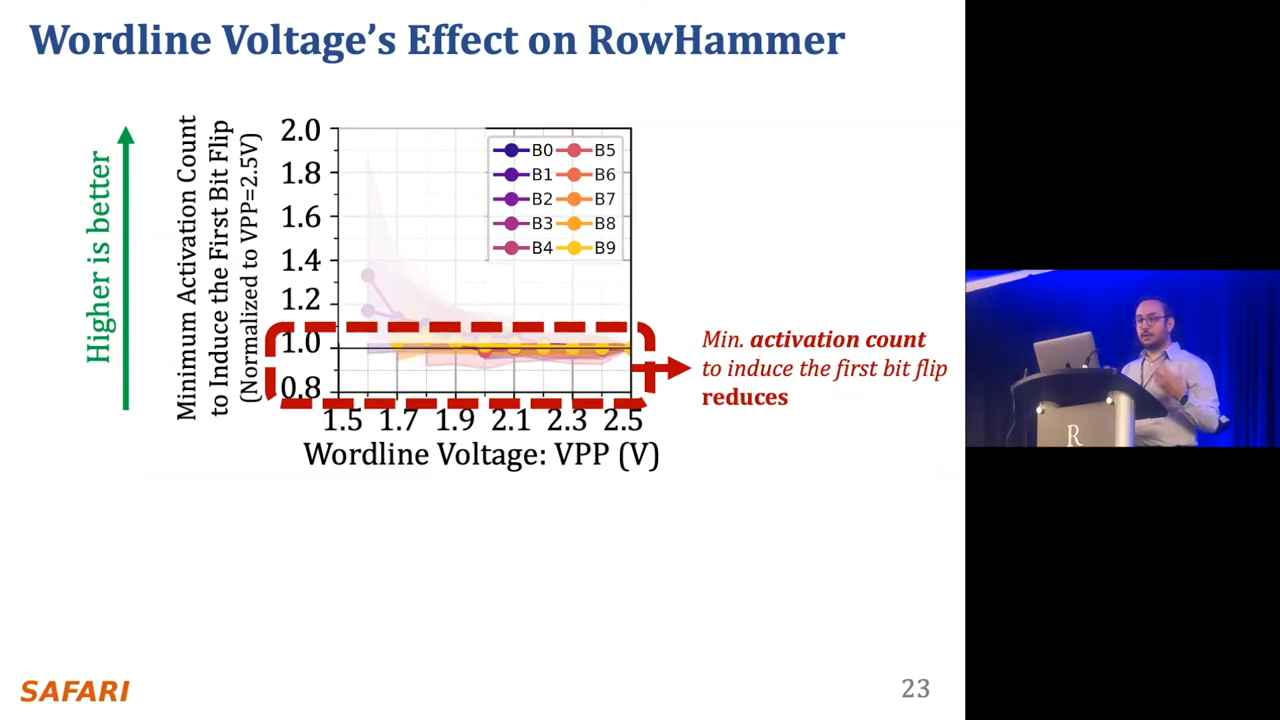 Wordline Voltage's Effect on RowHammer
Higher is better
Minimum Activation Count
to Induce the First Bit Flip
(Normalized to VPP=2.5V)
2.0
1.8
1.6
1.4
1.2
1.0
0.8
B0 B5
B1 B6
B2 B7
B3 B8
B4 B9
1.5 1.7 1.9 2.1 2.3 2.5
Wordline Voltage: VPP (V)
Min. activation count
to induce the first bit flip
reduces
R
SAFARI
23